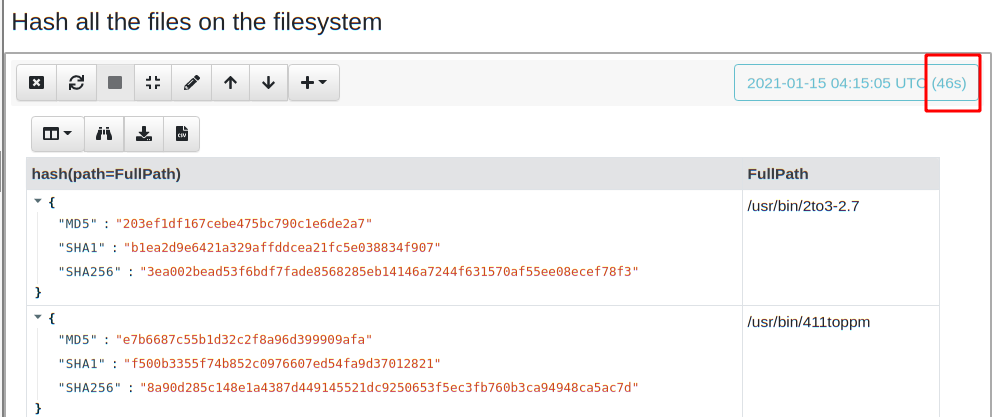 Hash all the files on the filesystem
2021-01-15 04:15:05 UTC (46s)
CSV
hash(path=FullPath) FullPath
{ /usr/bin/2to3-2.7
"MD5" : "203ef1df167cebe475bc790c1e6de2a7"
"SHA1" : "b1ea2d9e6421a329affddcea21fc5e038834f907"
"SHA256" : "3ea002bead53f6bdf7fade8568285eb14146a7244f631570af55ee08ecef78f3"
}
{ /usr/bin/411toppm
"MD5" : "e7b6687c55b1d32c2f8a96d399909afa"
"SHA1" : "f500b3355f74b852c0976607ed54fa9d37012821"
"SHA256" : "8a90d285c148e1a4387d449145521dc9250653f5ec3fb760b3ca94948ca5ac7d"
}